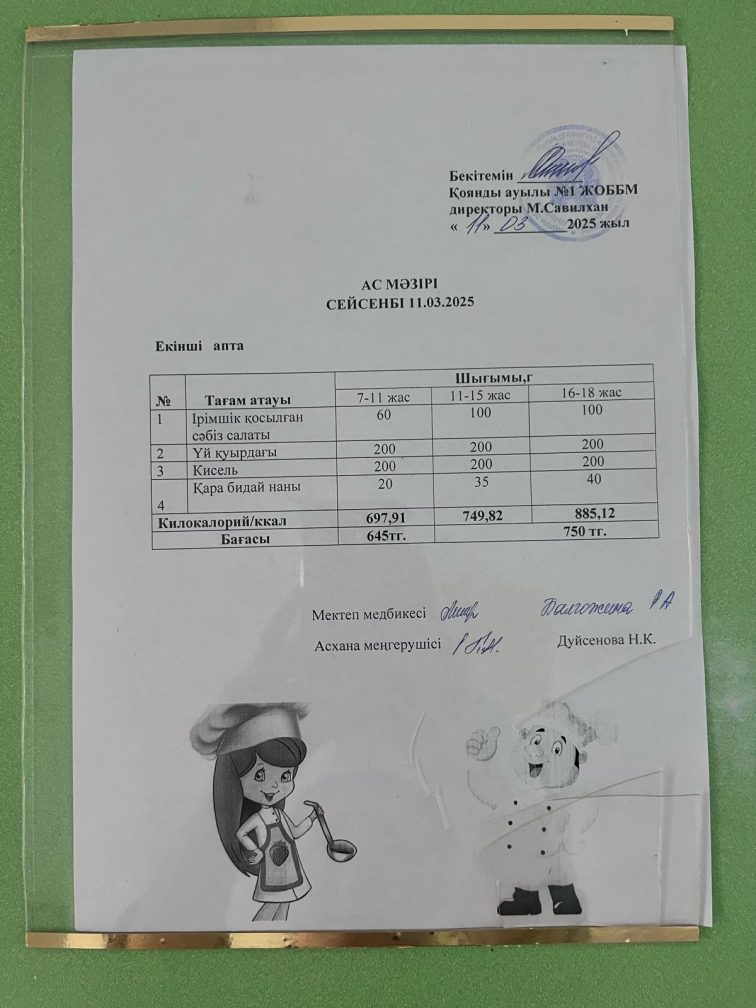 Бекітемін
Қоянды ауылы №1 ЖОББМ
директоры М.Савилхан
« 11 » 03 2025 жыл
АС МӘЗІРІ
СЕЙСЕНБІ 11.03.2025
Екінші апта
№ Тағам атауы Шығымы,г
7-11 жас 11-15 жас 16-18 жас
1 Ірімшік қосылған 60 100 100
сәбіз салаты
2 Үй қуырдағы 200 200 200
3 Кисель 200 200 200
4 Қара бидай наны 20 35 40
Килокалорий/ккал 697,91 749,82 885,12
Бағасы 645тг. 750 тг.
Мектеп медбикесі Балгожина Р А
Асхана меңгерушісі Дуйсенова Н.К.